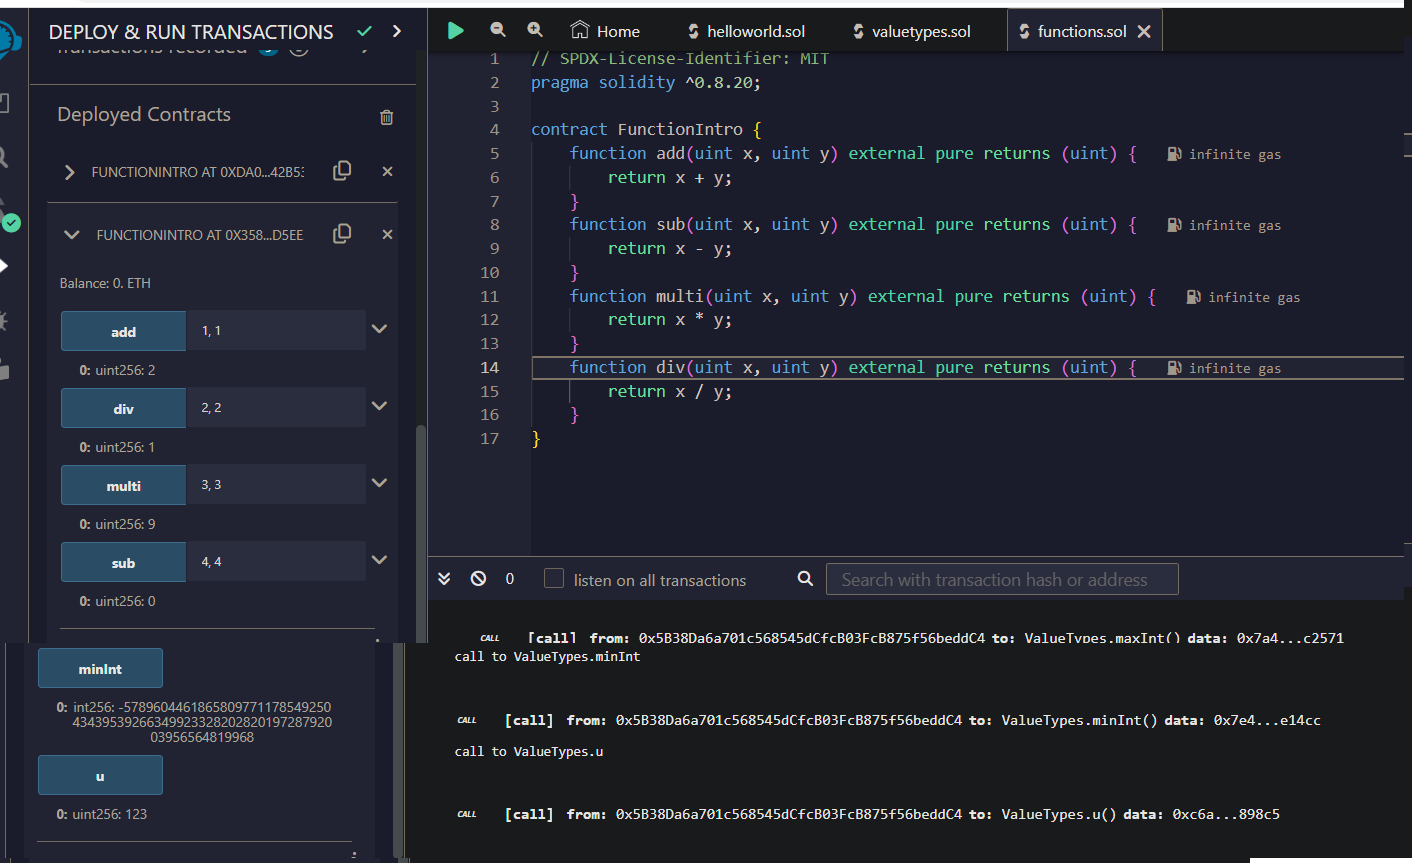 DEPLOY & RUN TRANSACTIONS
Transactions recorded
Deployed Contracts
FUNCTIONINTRO AT 0XDA0...42B53
FUNCTIONINTRO AT 0X358...D5EE
Balance: 0. ETH
add 1, 1
0: uint256: 2
div 2, 2
0: uint256: 1
multi 3, 3
0: uint256: 9
sub 4, 4
0: uint256: 0
minInt
0: int256: -5789604461865809771178549250
4343953926634992332820282019728792 0
03956564819968
u
0: uint256: 123
Home
helloworld.sol
valuetypes.sol
functions.sol
1 // SPDX-License-Identifier: MIT
2 pragma solidity ^0.8.20;
3
4 contract FunctionIntro {
5 function add(uint x, uint y) external pure returns (uint) { infinite gas
6 return x + y;
7 }
8 function sub(uint x, uint y) external pure returns (uint) { infinite gas
9 return x - y;
10 }
11 function multi(uint x, uint y) external pure returns (uint) { infinite gas
12 return x * y;
13 }
14 function div(uint x, uint y) external pure returns (uint) { infinite gas
15 return x / y;
16 }
17 }
0 listen on all transactions Search with transaction hash or address
CALL [call] from: 0x5B38Da6a701c568545dCfcB03FcB875f56beddC4 to: ValueTypes.maxInt() data: 0x7a4...c2571
call to ValueTypes.minInt
CALL [call] from: 0x5B38Da6a701c568545dCfcB03FcB875f56beddC4 to: ValueTypes.minInt() data: 0x7e4...e14cc
call to ValueTypes.u
CALL [call] from: 0x5B38Da6a701c568545dCfcB03FcB875f56beddC4 to: ValueTypes.u() data: 0xc6a...898c5